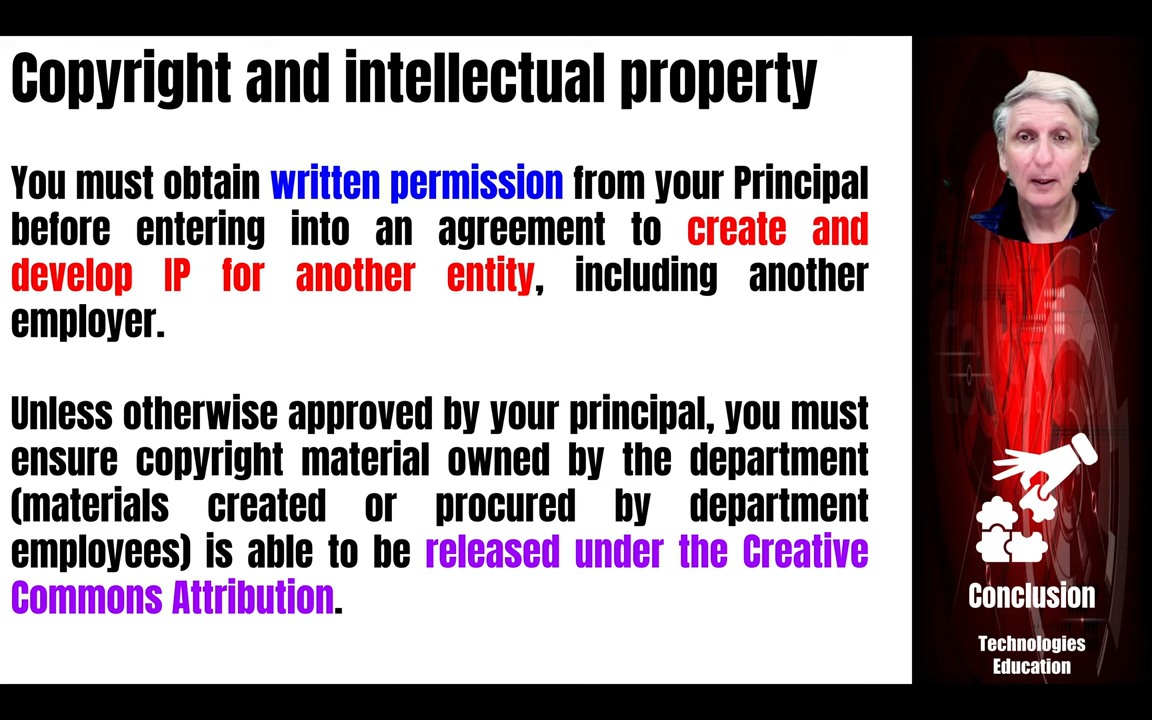 Copyright and intellectual property
You must obtain written permission from your Principal
before entering into an agreement to create and
develop IP for another entity, including another
employer.
Unless otherwise approved by your principal, you must
ensure copyright material owned by the department
(materials created or procured by department
employees) is able to be released under the Creative
Commons Attribution.
Conclusion
Technologies
Education